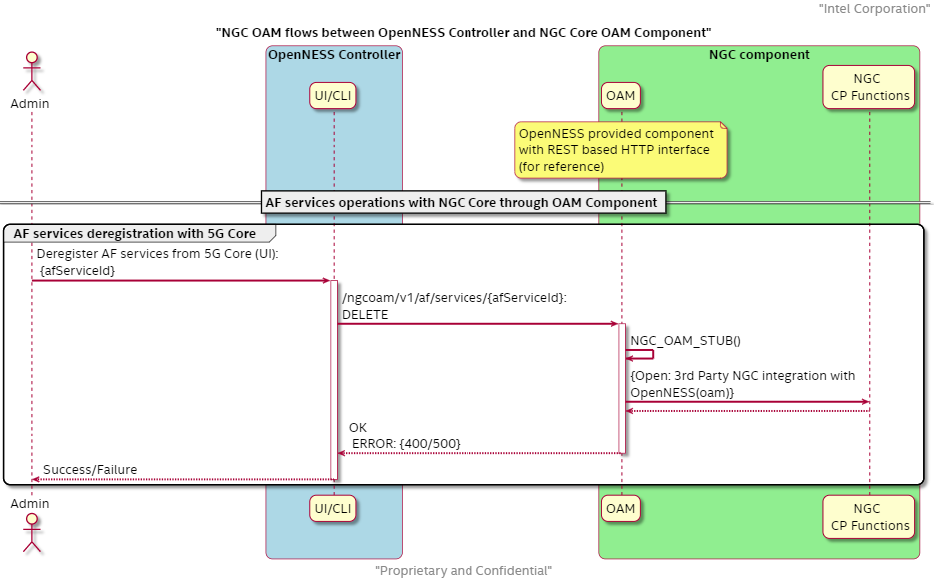 "Intel Corporation"
"NGC OAM flows between OpenNESS Controller and NGC Core OAM Component"
OpenNESS Controller
NGC component
Admin
UI/CLI
OAM
NGC
CP Functions
OpenNESS provided component
with REST based HTTP interface
(for reference)
AF services operations with NGC Core through OAM Component
AF services deregistration with 5G Core
Deregister AF services from 5G Core (UI):
{afServiceId}
/ngcoam/v1/af/services/{afServiceId}:
DELETE
NGC_OAM_STUB()
{Open: 3rd Party NGC integration with
OpenNESS(oam)}
OK
ERROR: {400/500}
Success/Failure
Admin
UI/CLI
OAM
NGC
CP Functions
"Proprietary and Confidential"